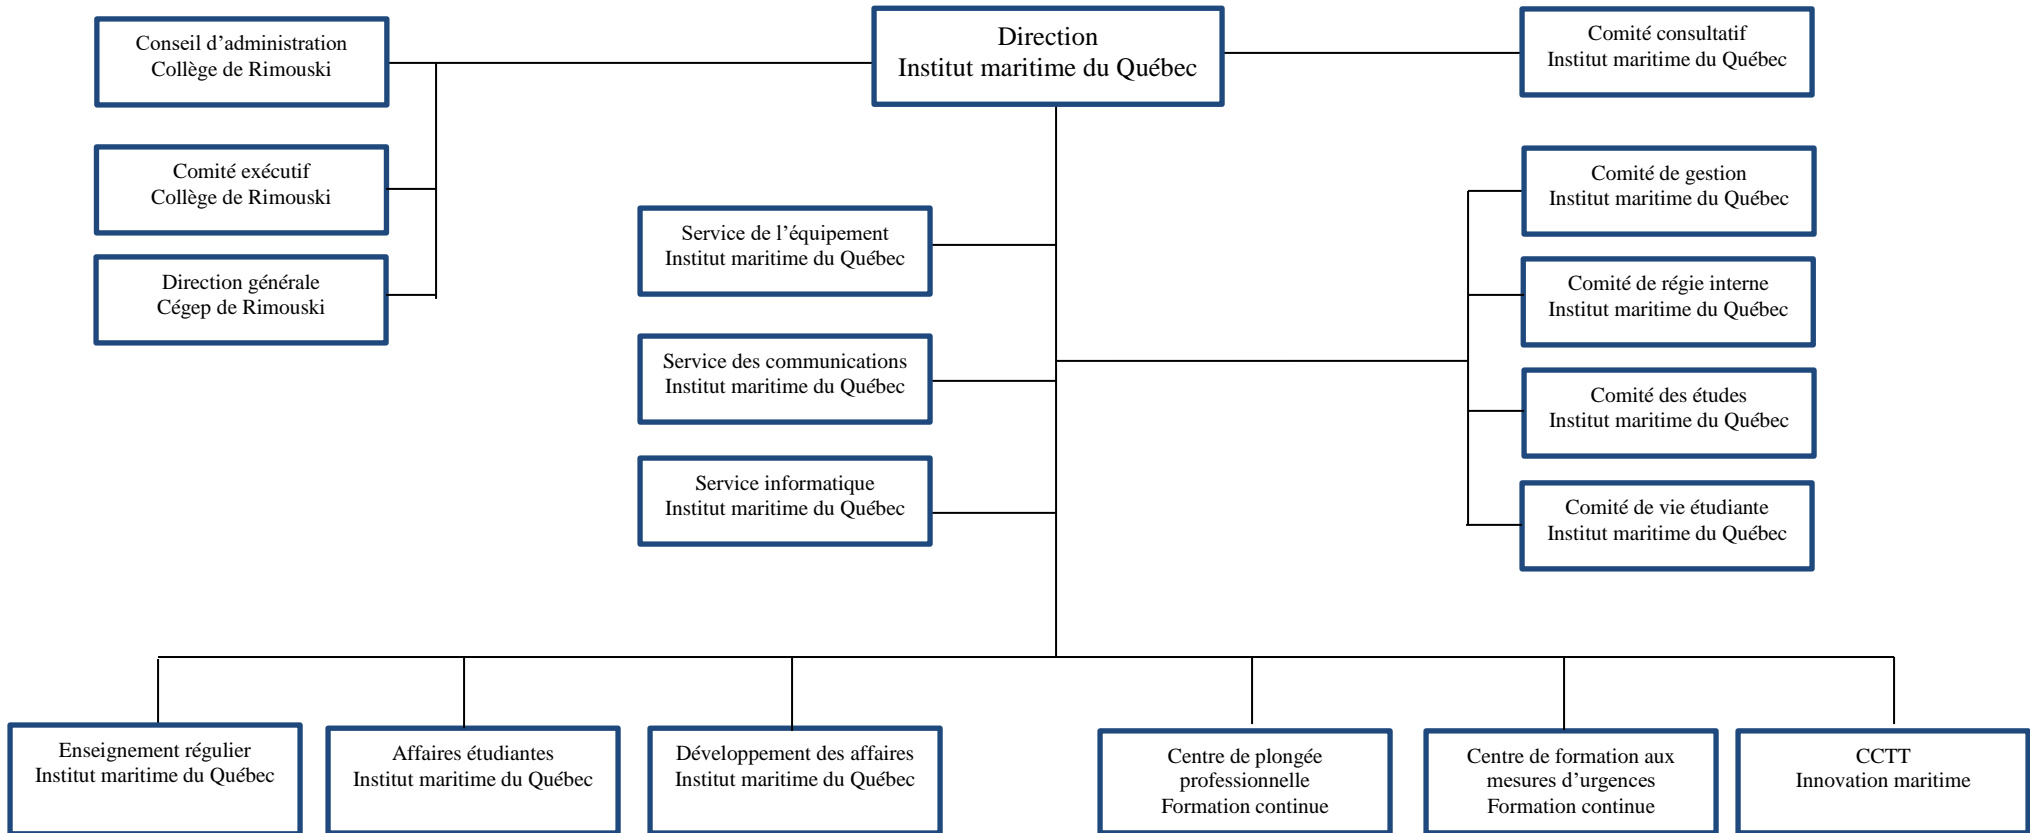 Conseil d’administration
Collège de Rimouski
Direction
Institut maritime du Québec
Comité consultatif
Institut maritime du Québec
Comité exécutif
Collège de Rimouski
Direction générale
Cégep de Rimouski
Service de l’équipement
Institut maritime du Québec
Service des communications
Institut maritime du Québec
Service informatique
Institut maritime du Québec
Comité de gestion
Institut maritime du Québec
Comité de régie interne
Institut maritime du Québec
Comité des études
Institut maritime du Québec
Comité de vie étudiante
Institut maritime du Québec
Enseignement régulier
Institut maritime du Québec
Affaires étudiantes
Institut maritime du Québec
Développement des affaires
Institut maritime du Québec
Centre de plongée
professionnelle
Formation continue
Centre de formation aux
mesures d’urgences
Formation continue
CCTT
Innovation maritime